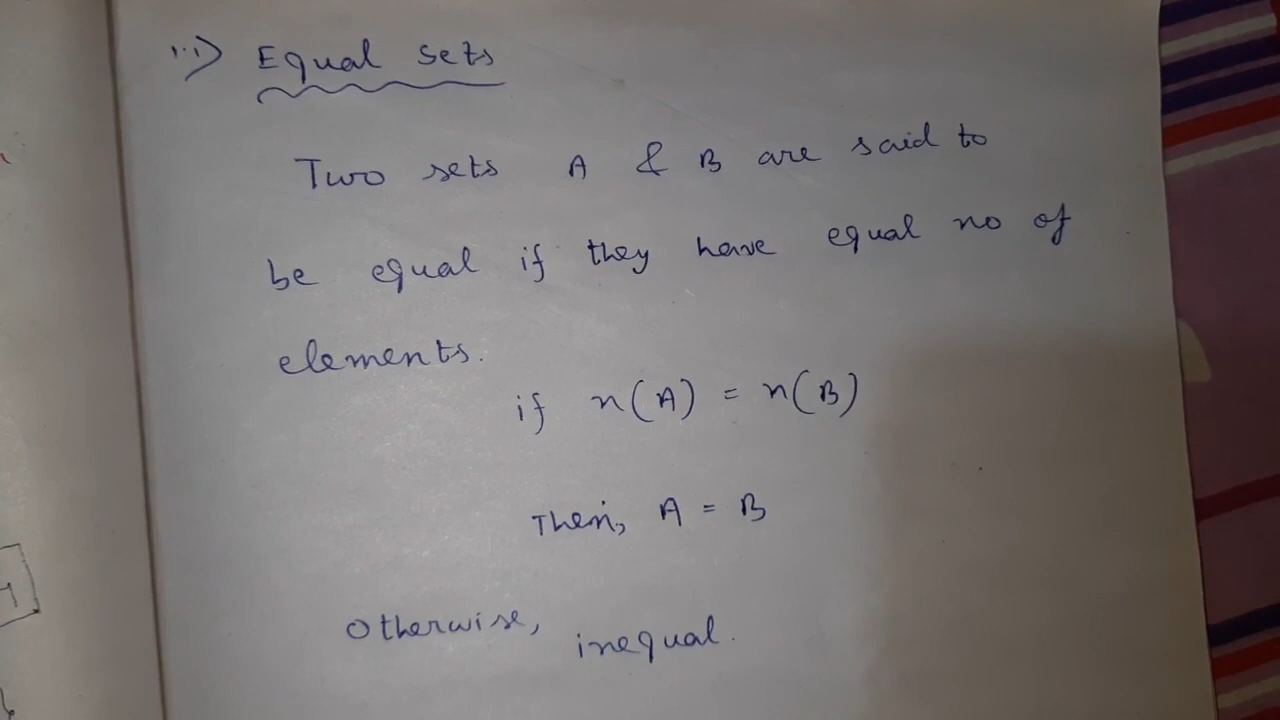 iii) Equal sets
Two sets A & B are said to
be equal if they have equal no of
elements.
if n(A) = n(B)
Then, A = B
Otherwise, inequal.